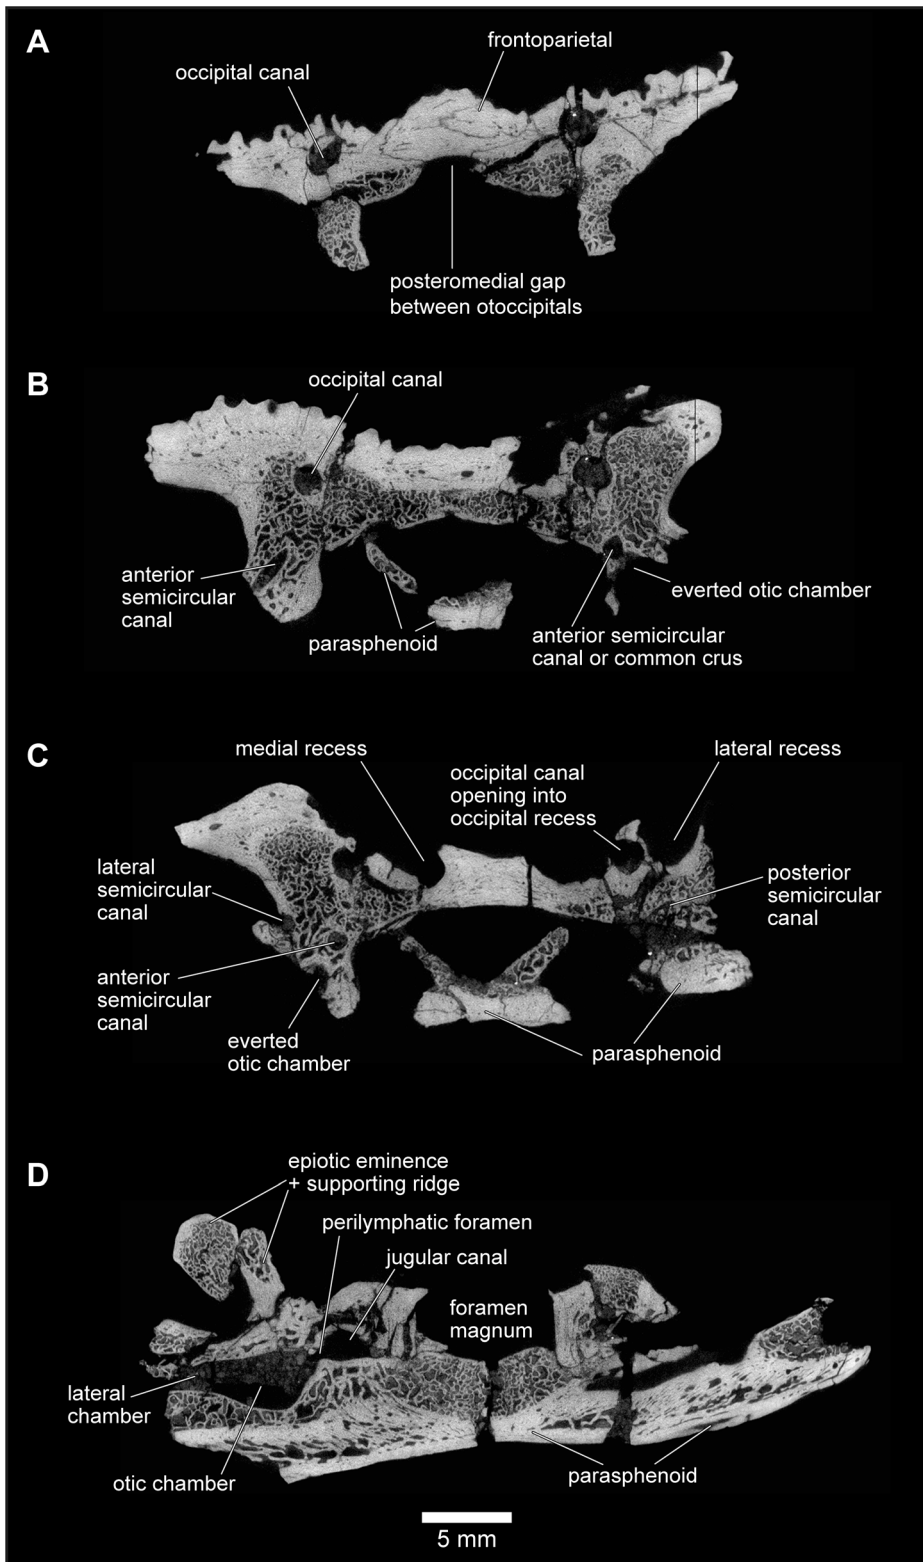 A
frontoparietal
occipital canal
posteromedial gap
between otoccipitals
B
occipital canal
anterior
semicircular
canal
everted otic chamber
parasphenoid
anterior semicircular
canal or common crus
C
medial recess
lateral recess
occipital canal
opening into
occipital recess
lateral
semicircular
canal
posterior
semicircular
canal
anterior
semicircular
canal
everted
otic chamber
parasphenoid
D
epiotic eminence
+ supporting ridge
perilymphatic foramen
jugular canal
foramen
magnum
lateral
chamber
otic chamber
parasphenoid
5 mm